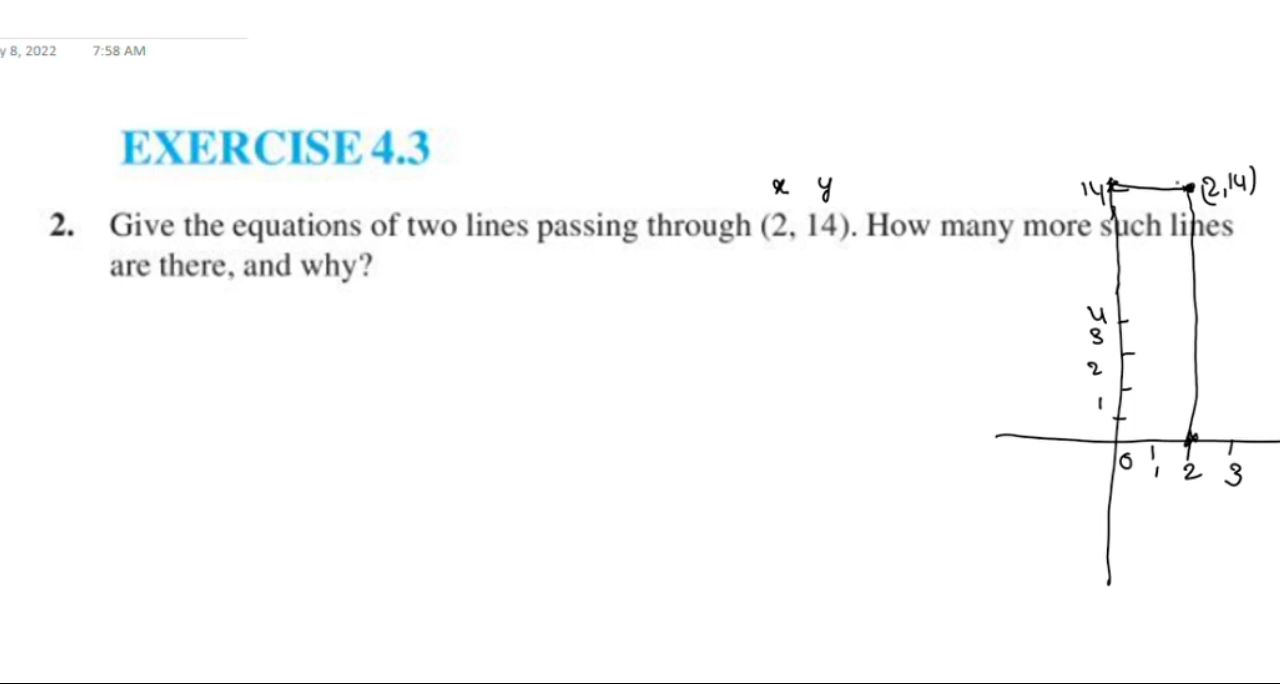 y 8, 2022 7:58 AM
EXERCISE 4.3
x y
2. Give the equations of two lines passing through (2, 14). How many more such lines
are there, and why?
14 (2,14)
4
3
2
1
0 1 2 3